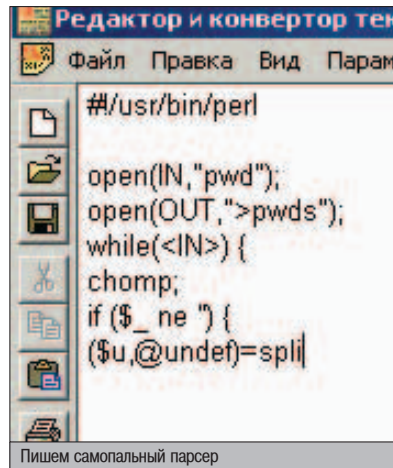 Редактор и конвертор тек
Файл Правка Вид Парам
#!/usr/bin/perl
open(IN,"pwd");
open(OUT,">pwds");
while(<IN>) {
chomp;
if ($_ ne '') {
($u,@undef)=spli
Пишем самопальный парсер